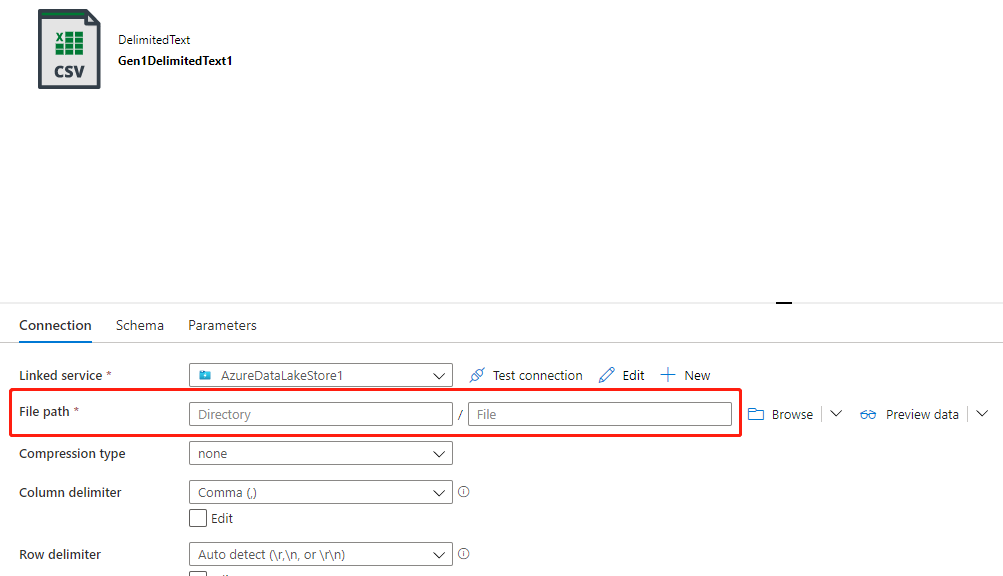 CSV
DelimitedText
Gen1DelimitedText1
Connection Schema Parameters
Linked service * AzureDataLakeStore1 Test connection Edit New
File path * Directory / File Browse Preview data
Compression type none
Column delimiter Comma (,)
Edit
Row delimiter Auto detect (\r,\n, or \r\n)